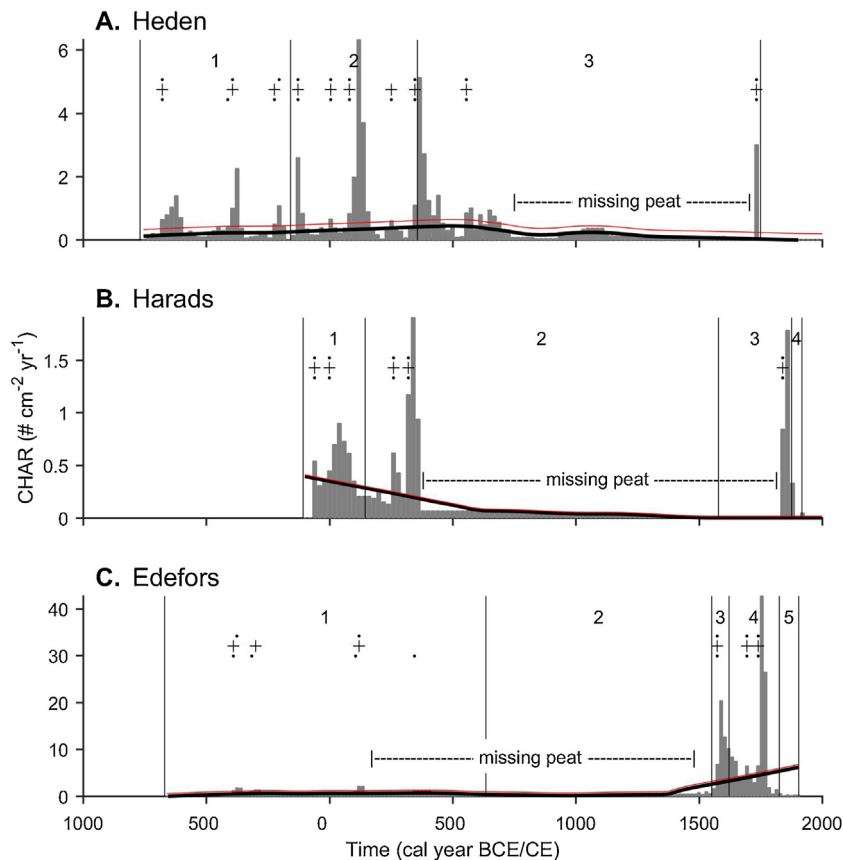 A. Heden
6
4
2
0
1 2 3
missing peat
B. Harads
1.5
1
0.5
0
1 2 3 4
missing peat
CHAR (# cm-2 yr-1)
C. Edefors
40
30
20
10
0
1 2 3 4 5
missing peat
1000 500 0 500 1000 1500 2000
Time (cal year BCE/CE)